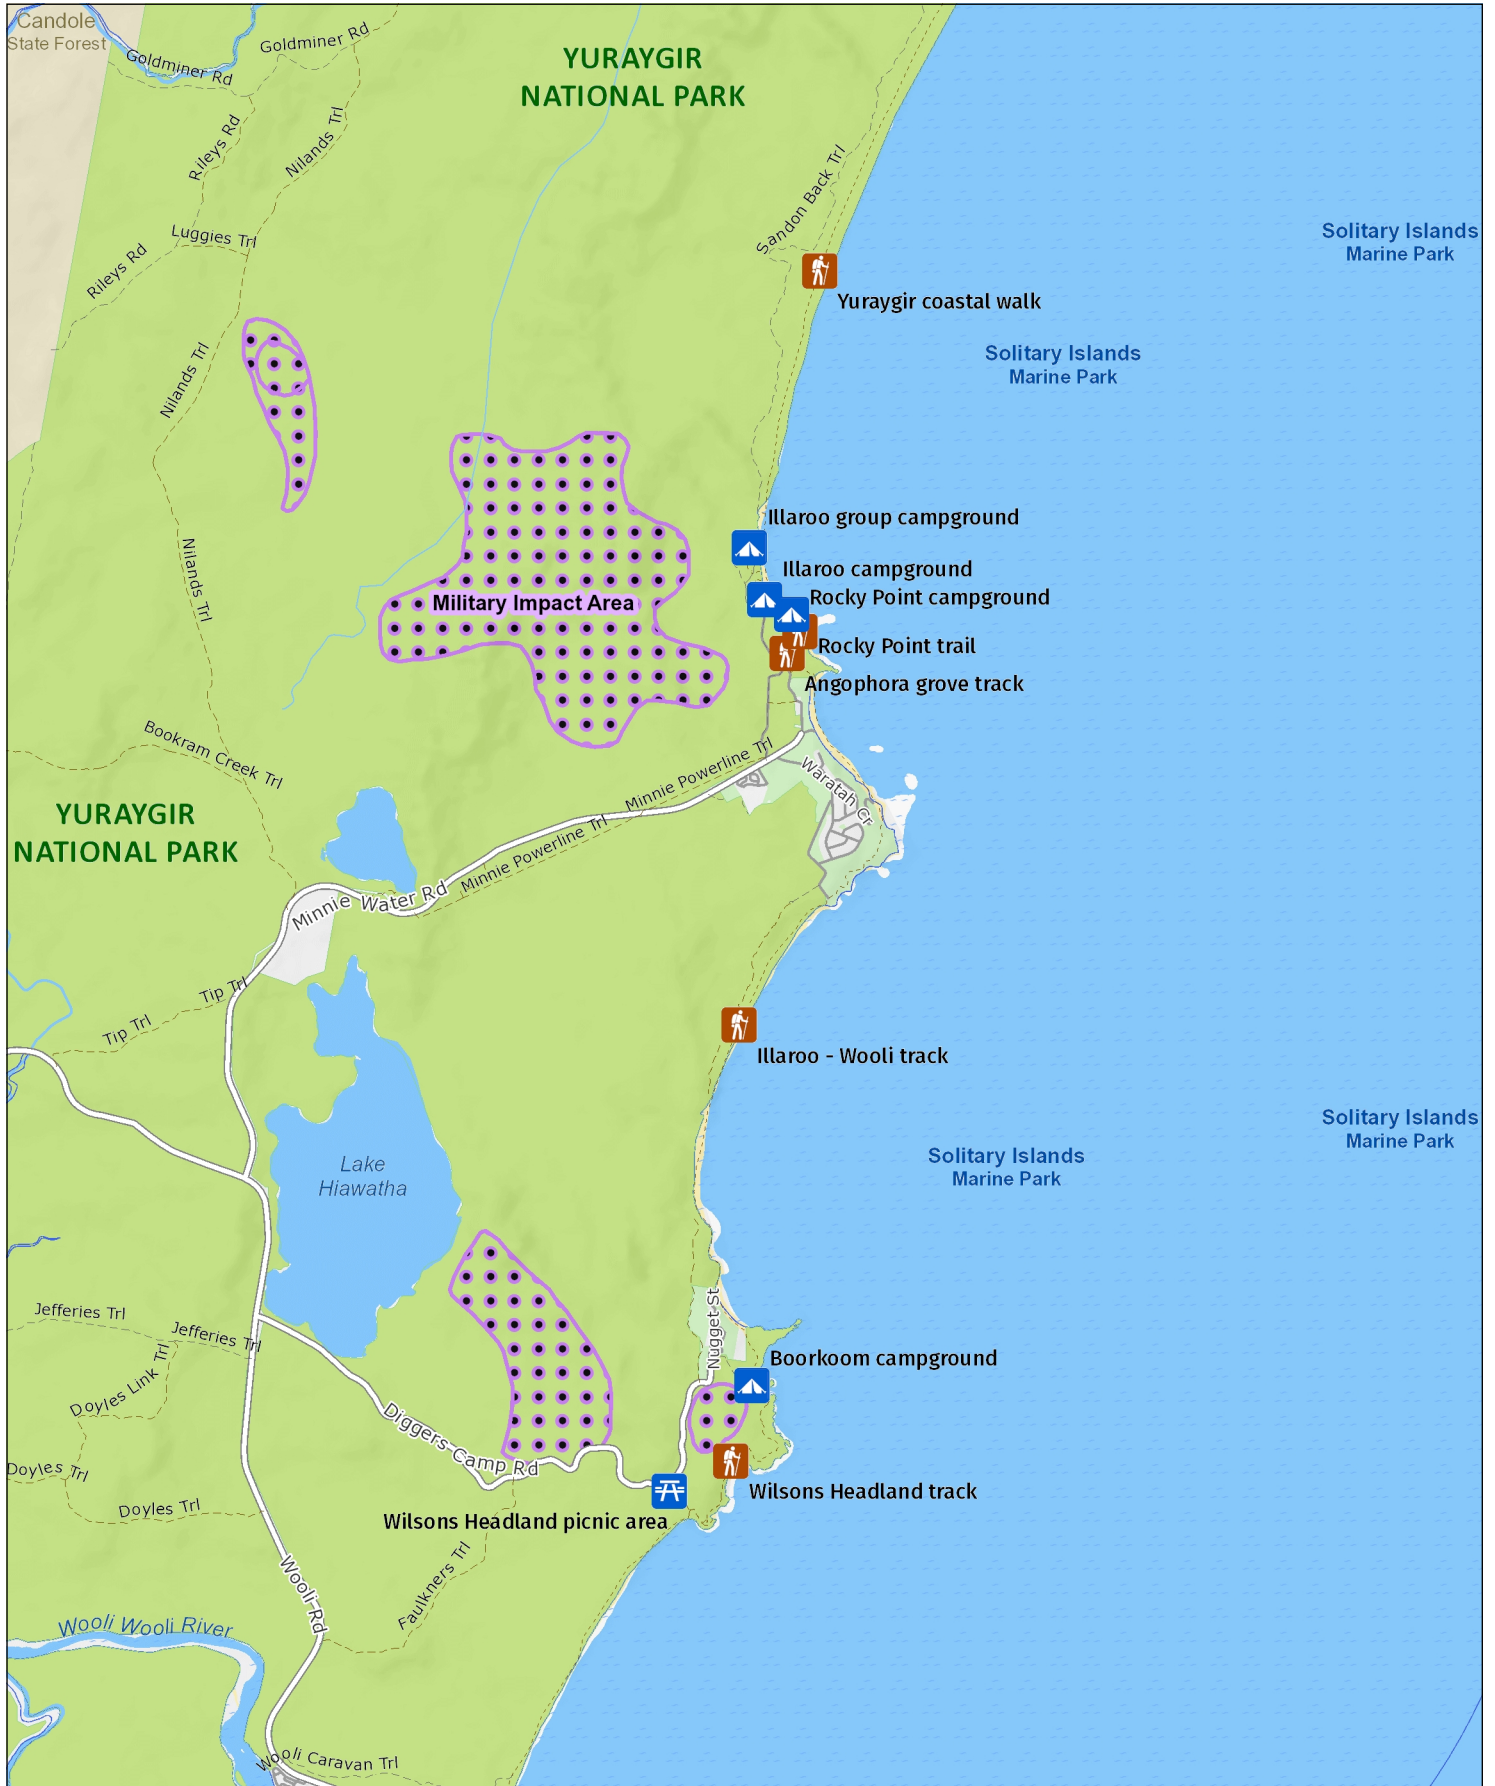 Candole
State Forest
Goldminer Rd
Goldminer Rd
YURAYGIR
NATIONAL PARK
Rileys Rd
Nilands Trl
Sandon Back Trl
Luggies Trl
Rileys Rd
Solitary Islands
Marine Park
Yuraygir coastal walk
Nilands Trl
Solitary Islands
Marine Park
Illaroo group campground
Nilands Trl
Illaroo campground
Military Impact Area
Rocky Point campground
Rocky Point trail
Angophora grove track
Bookram Creek Trl
Minnie Powerline Trl
Waratah Cr
YURAYGIR
NATIONAL PARK
Minnie Powerline Trl
Minnie Water Rd
Tip Trl
Tip Trl
Illaroo - Wooli track
Solitary Islands
Marine Park
Solitary Islands
Marine Park
Lake
Hiawatha
Jefferies Trl
Jefferies Trl
Nugget St
Boorkoom campground
Doyles Link Trl
Diggers Camp Rd
Doyles Trl
Doyles Trl
Wilsons Headland track
Wilsons Headland picnic area
Faulkners Trl
Wooli Rd
Wooli Wooli River
Wooli Caravan Trl